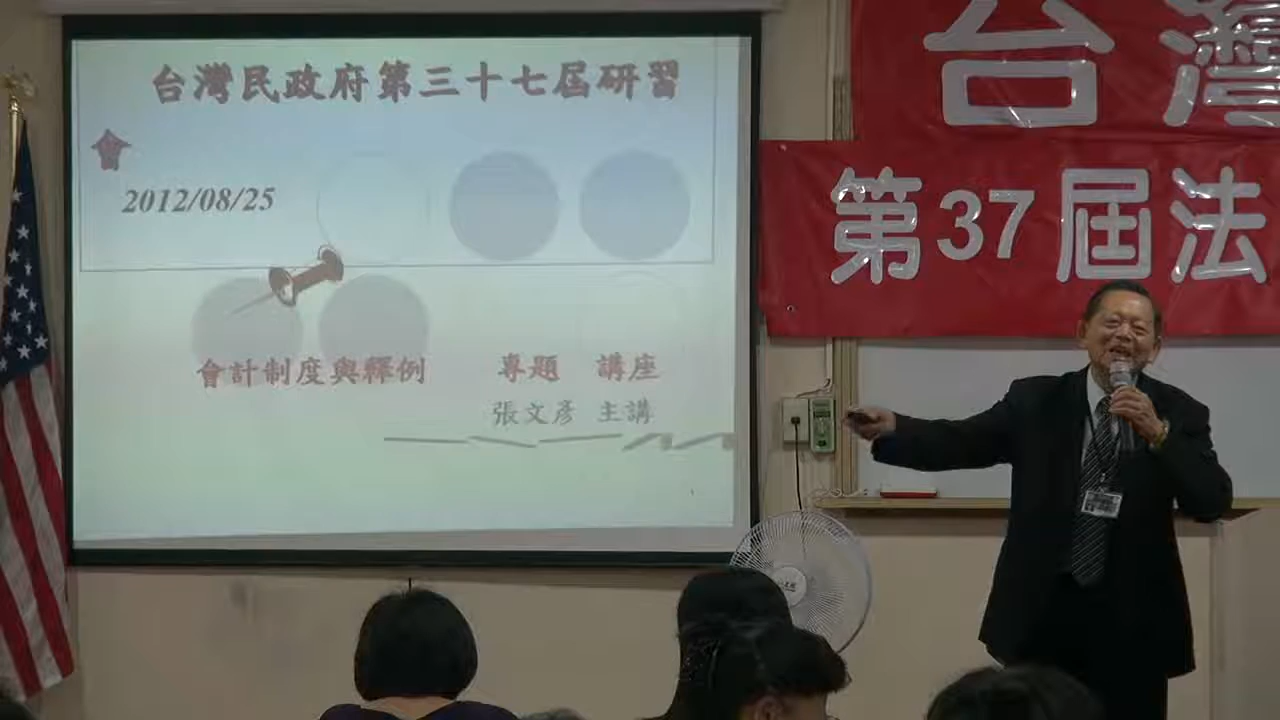 台灣民政府第三十七屆研習
會
2012/08/25
會計制度與釋例 專題 講座
張文彥 主講
台灣
第37屆法